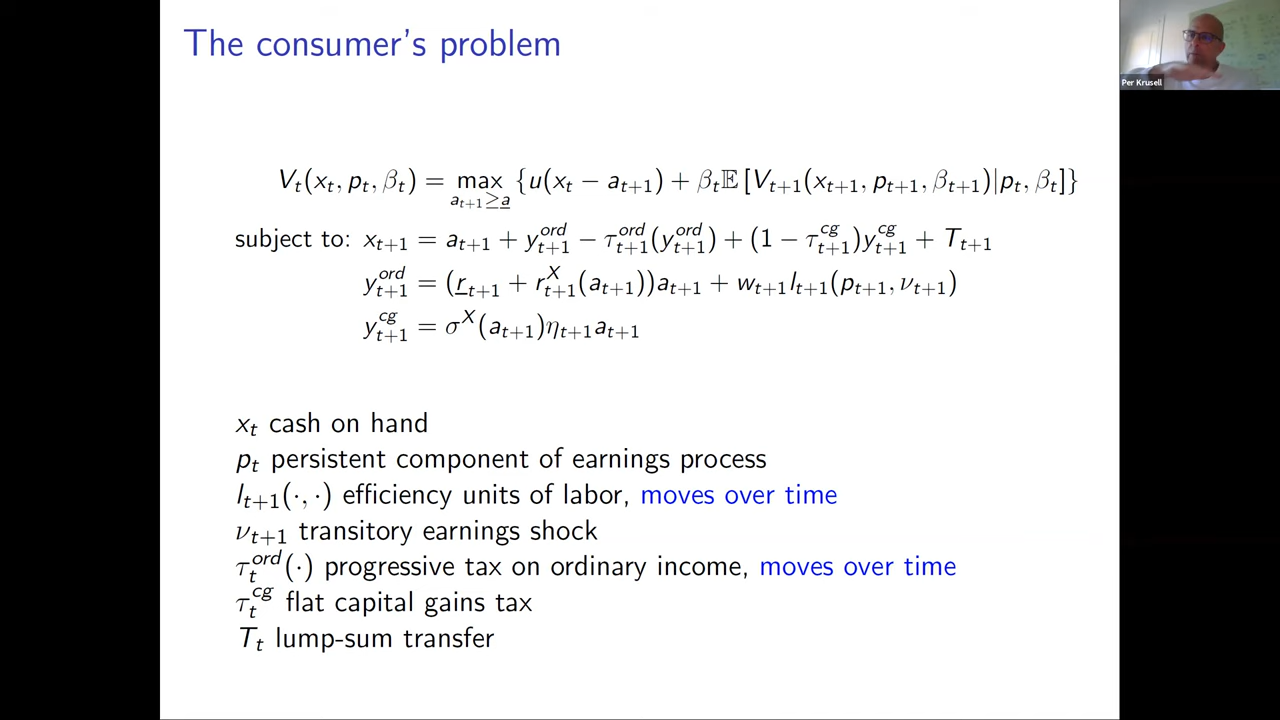 The consumer's problem
Per Krusell
V_t(x_t, p_t, β_t) = max_{a_{t+1} ≥ a̲} {u(x_t − a_{t+1}) + β_t 𝔼 [V_{t+1}(x_{t+1}, p_{t+1}, β_{t+1})|p_t, β_t]}
subject to: x_{t+1} = a_{t+1} + y^{ord}_{t+1} − τ^{ord}_{t+1}(y^{ord}_{t+1}) + (1 − τ^{cg}_{t+1})y^{cg}_{t+1} + T_{t+1}
y^{ord}_{t+1} = (r̲_{t+1} + r^X_{t+1}(a_{t+1}))a_{t+1} + w_{t+1}l_{t+1}(p_{t+1}, ν_{t+1})
y^{cg}_{t+1} = σ^X(a_{t+1})η_{t+1}a_{t+1}
x_t cash on hand
p_t persistent component of earnings process
l_{t+1}(·, ·) efficiency units of labor, moves over time
ν_{t+1} transitory earnings shock
τ^{ord}_t(·) progressive tax on ordinary income, moves over time
τ^{cg}_t flat capital gains tax
T_t lump-sum transfer